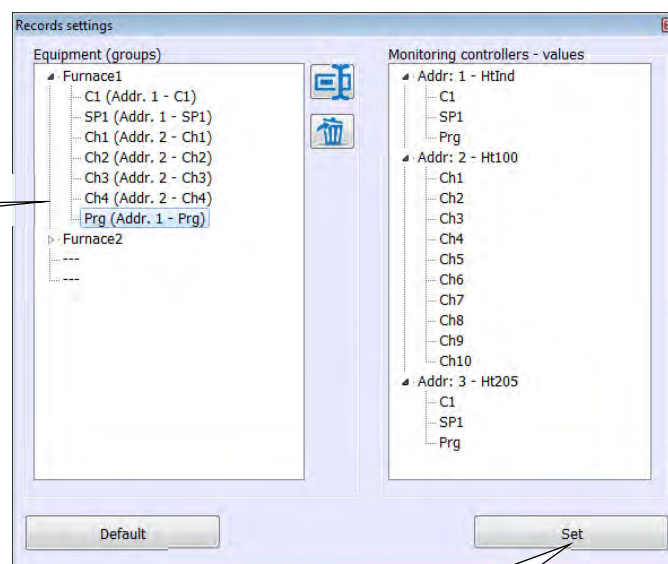 Records settings
Equipment (groups)
Furnace1
C1 (Addr. 1 - C1)
SP1 (Addr. 1 - SP1)
Ch1 (Addr. 2 - Ch1)
Ch2 (Addr. 2 - Ch2)
Ch3 (Addr. 2 - Ch3)
Ch4 (Addr. 2 - Ch4)
Prg (Addr. 1 - Prg)
Furnace2
---
---
Monitoring controllers - values
Addr: 1 - HtInd
C1
SP1
Prg
Addr: 2 - Ht100
Ch1
Ch2
Ch3
Ch4
Ch5
Ch6
Ch7
Ch8
Ch9
Ch10
Addr: 3 - Ht205
C1
SP1
Prg
Default
Set